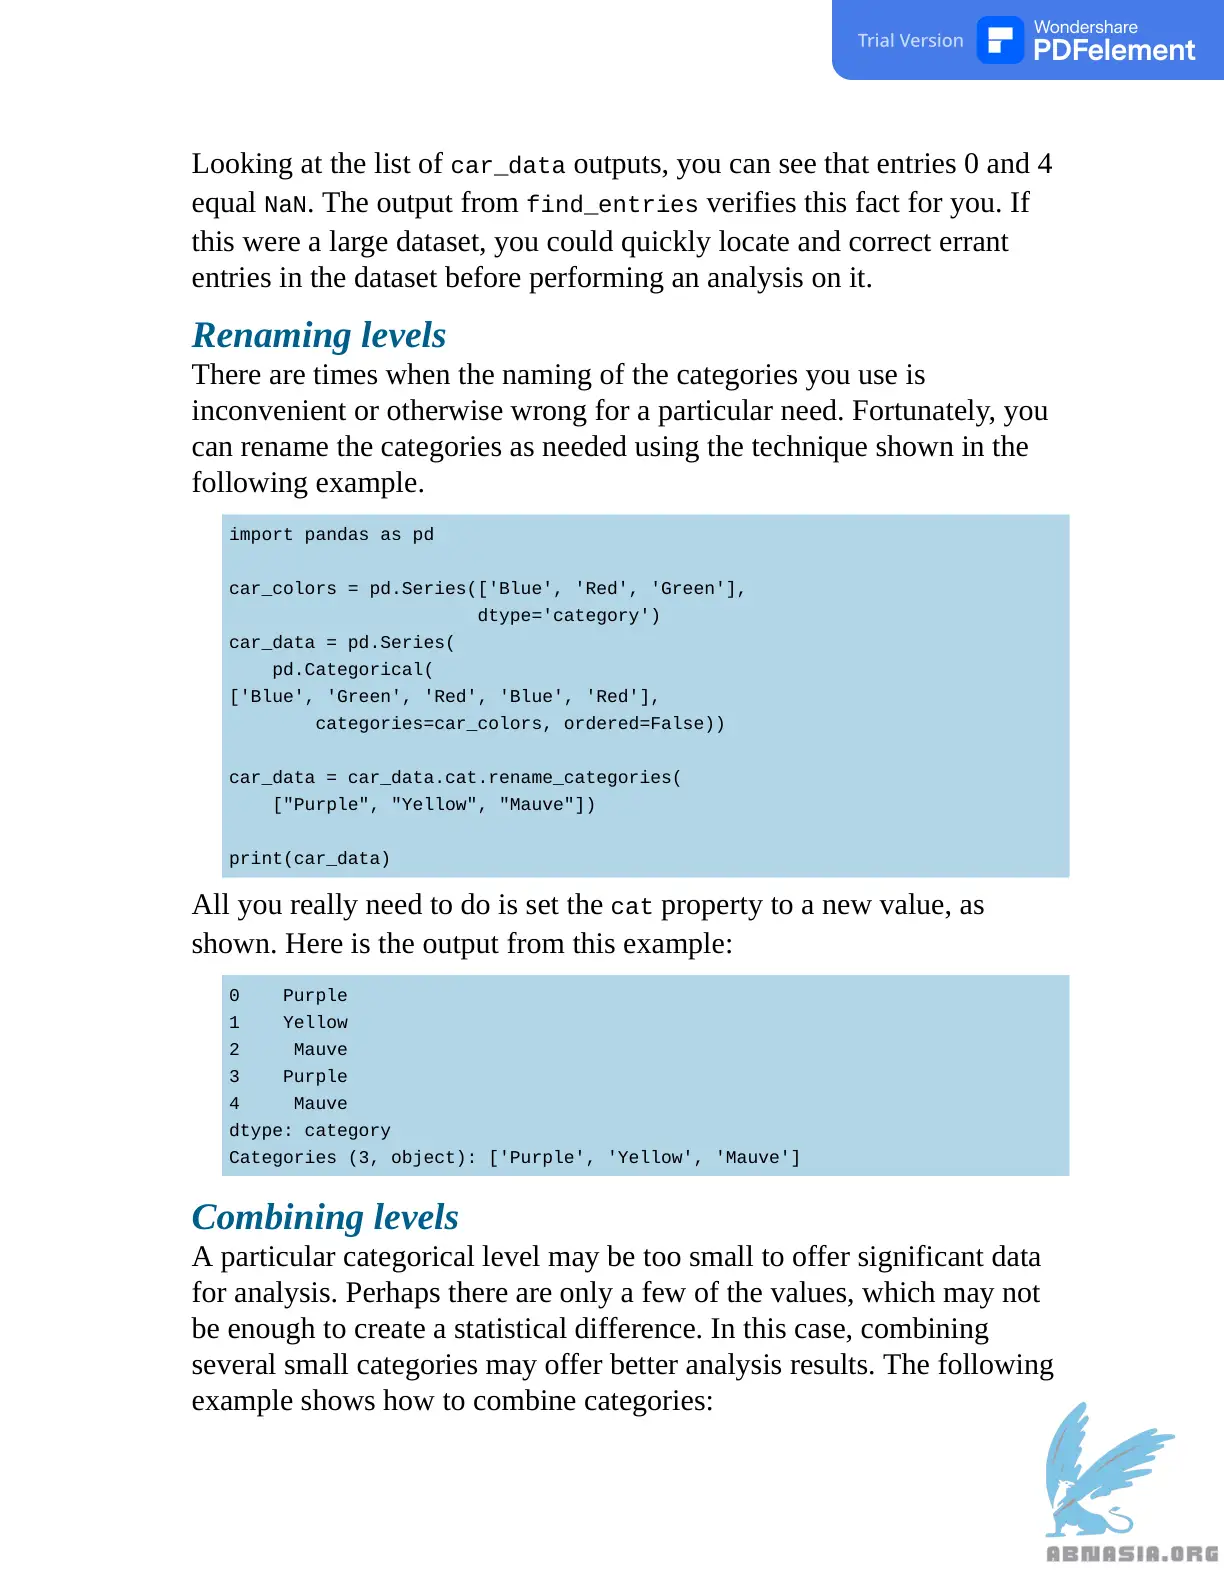 Trial Version
Wondershare
PDFelement
Looking at the list of car_data outputs, you can see that entries 0 and 4
equal NaN. The output from find_entries verifies this fact for you. If
this were a large dataset, you could quickly locate and correct errant
entries in the dataset before performing an analysis on it.
Renaming levels
There are times when the naming of the categories you use is
inconvenient or otherwise wrong for a particular need. Fortunately, you
can rename the categories as needed using the technique shown in the
following example.
import pandas as pd
car_colors = pd.Series(['Blue', 'Red', 'Green'],
                       dtype='category')
car_data = pd.Series(
    pd.Categorical(
['Blue', 'Green', 'Red', 'Blue', 'Red'],
        categories=car_colors, ordered=False))
car_data = car_data.cat.rename_categories(
    ["Purple", "Yellow", "Mauve"])
print(car_data)
All you really need to do is set the cat property to a new value, as
shown. Here is the output from this example:
0    Purple
1    Yellow
2     Mauve
3    Purple
4     Mauve
dtype: category
Categories (3, object): ['Purple', 'Yellow', 'Mauve']
Combining levels
A particular categorical level may be too small to offer significant data
for analysis. Perhaps there are only a few of the values, which may not
be enough to create a statistical difference. In this case, combining
several small categories may offer better analysis results. The following
example shows how to combine categories:
ABNASIA.ORG